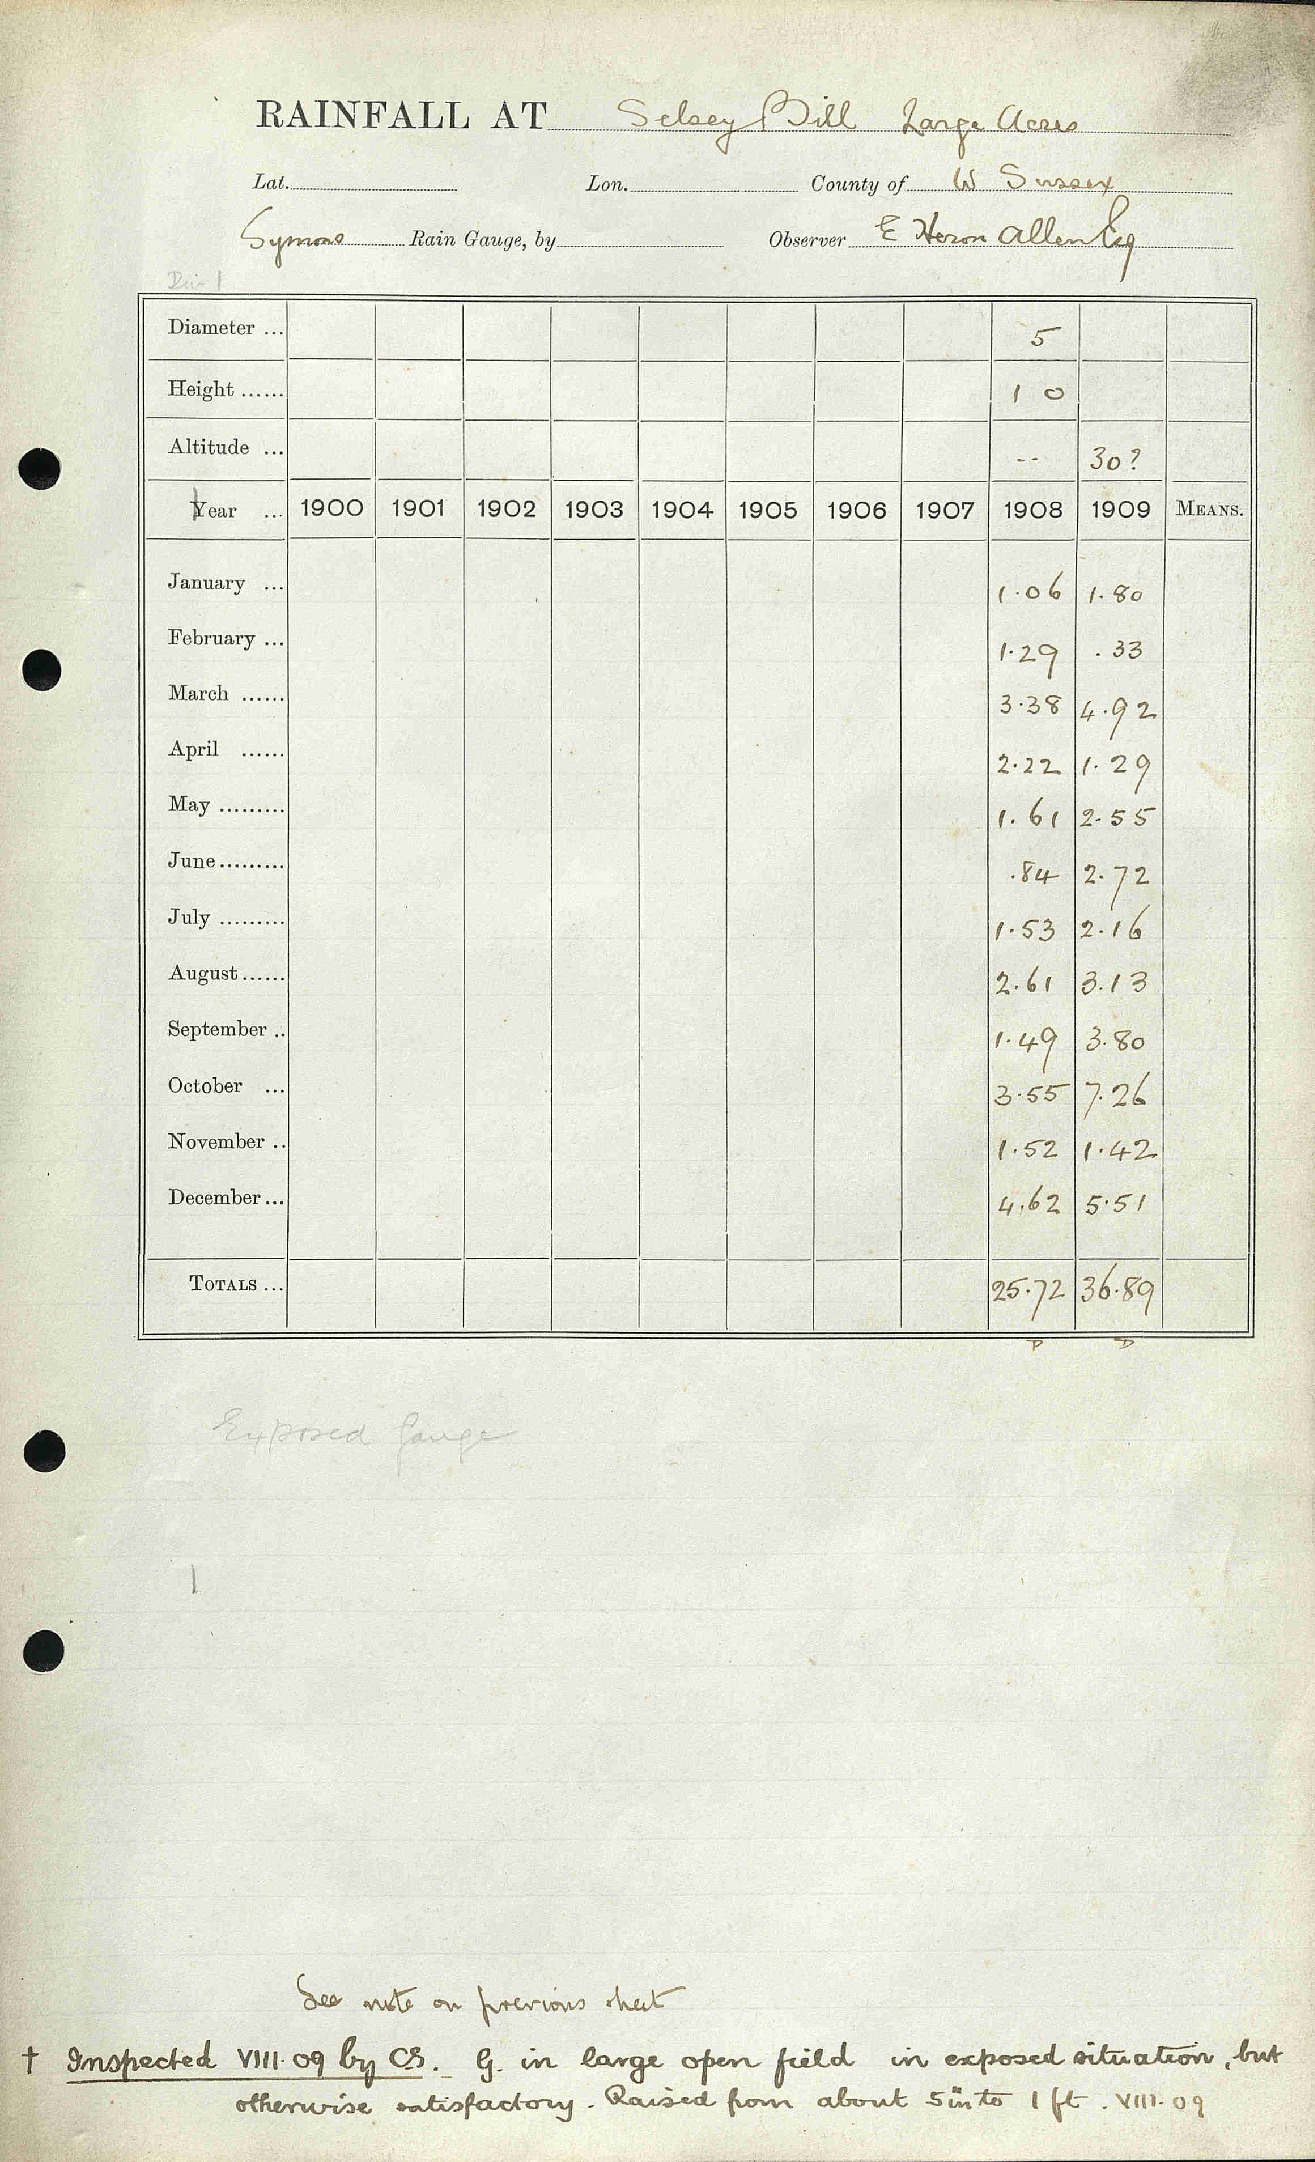 RAINFALL AT Selsey Bill Large Acres
Lat. Lon. County of W Sussex
Symons Rain Gauge, by Observer E Heron Allen Esq
Div 1
Diameter ... 5
Height ...... 1 0
Altitude ... -- 30?
Year ... 1900 1901 1902 1903 1904 1905 1906 1907 1908 1909 MEANS.
January ... 1.06 1.80
February ... 1.29 .33
March ...... 3.38 4.92
April ...... 2.22 1.29
May ......... 1.61 2.55
June ......... .84 2.72
July ......... 1.53 2.16
August ...... 2.61 3.13
September .. 1.49 3.80
October ... 3.55 7.26
November .. 1.52 1.42
December ... 4.62 5.51
TOTALS ... 25.72 36.89
Exposed Gauge
See note on previous sheet
† Inspected VIII.09 by CS. G. in large open field in exposed situation, but
otherwise satisfactory. Raised from about 5 in to 1 ft. VIII.09